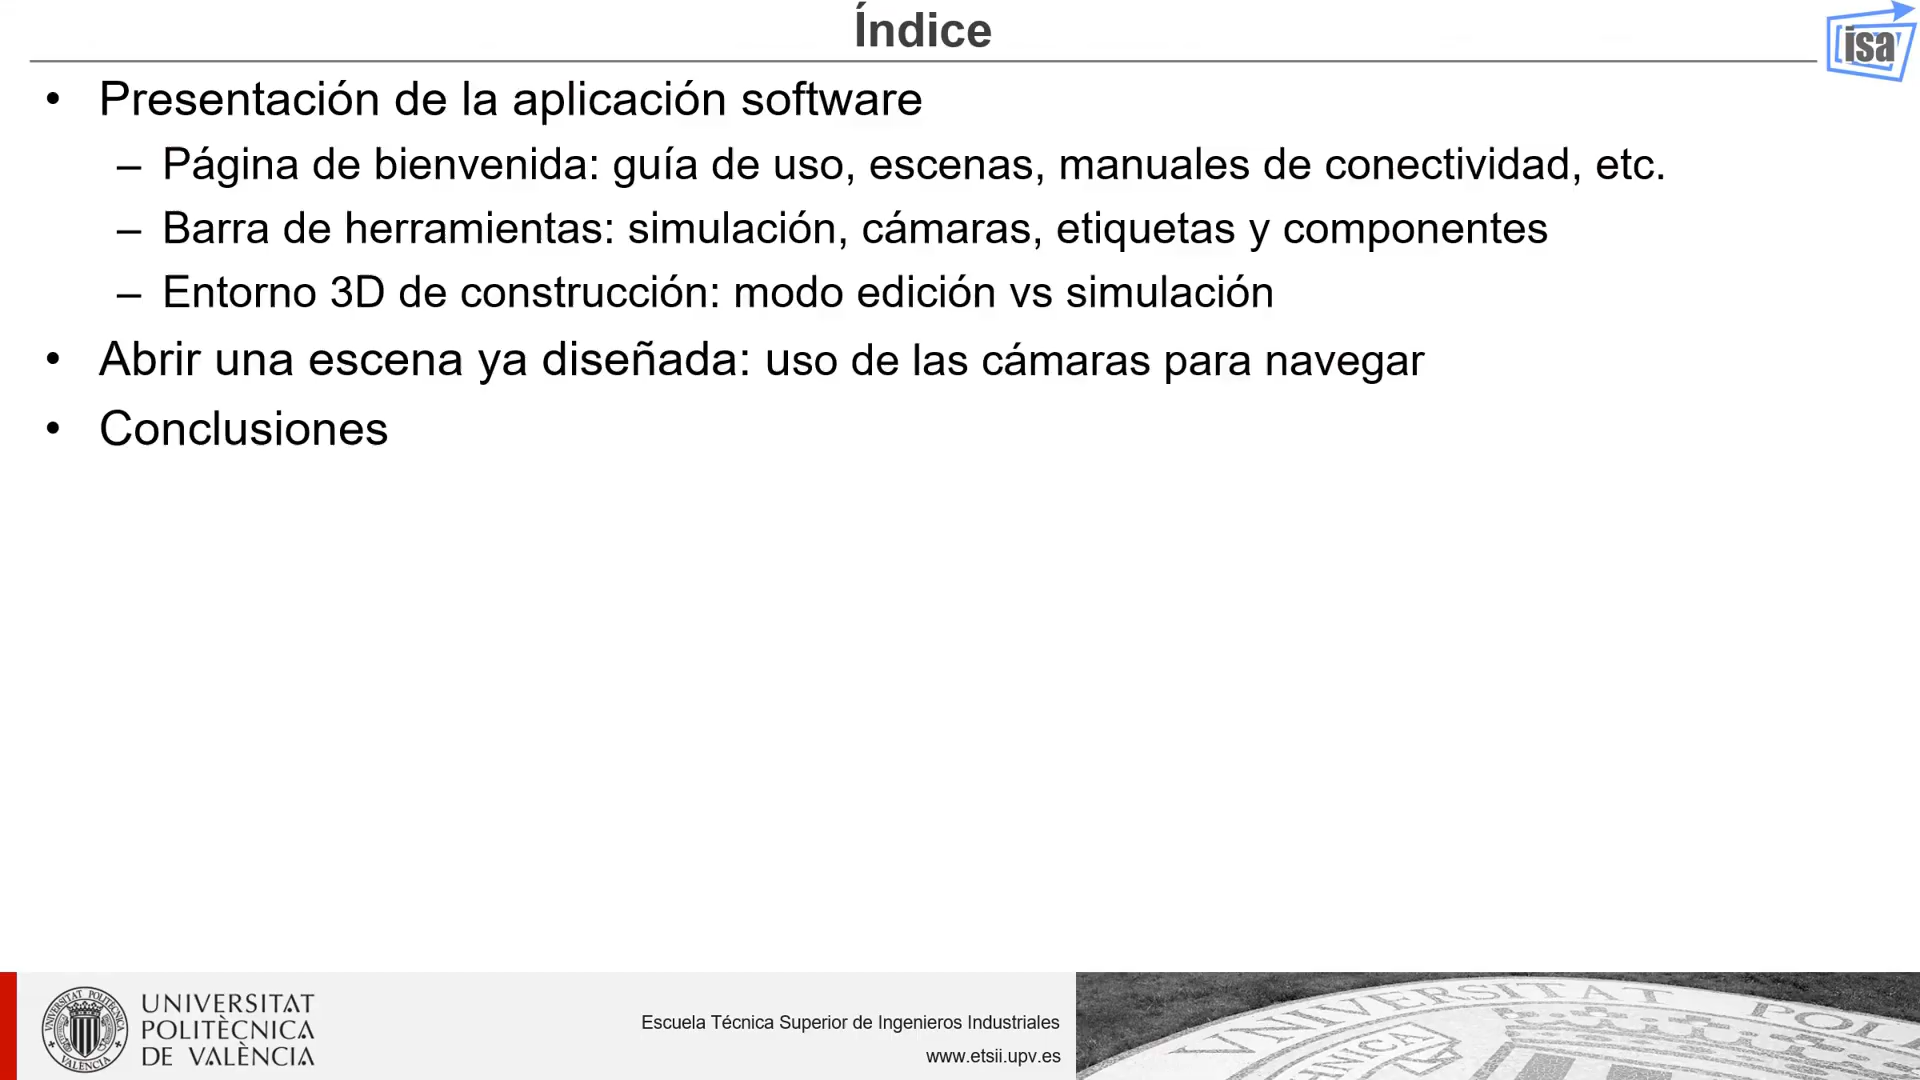 Índice
isa
• Presentación de la aplicación software
– Página de bienvenida: guía de uso, escenas, manuales de conectividad, etc.
– Barra de herramientas: simulación, cámaras, etiquetas y componentes
– Entorno 3D de construcción: modo edición vs simulación
• Abrir una escena ya diseñada: uso de las cámaras para navegar
• Conclusiones
UNIVERSITAT
POLITÈCNICA
DE VALÈNCIA
Escuela Técnica Superior de Ingenieros Industriales
www.etsii.upv.es
VNIVERSITAT POL